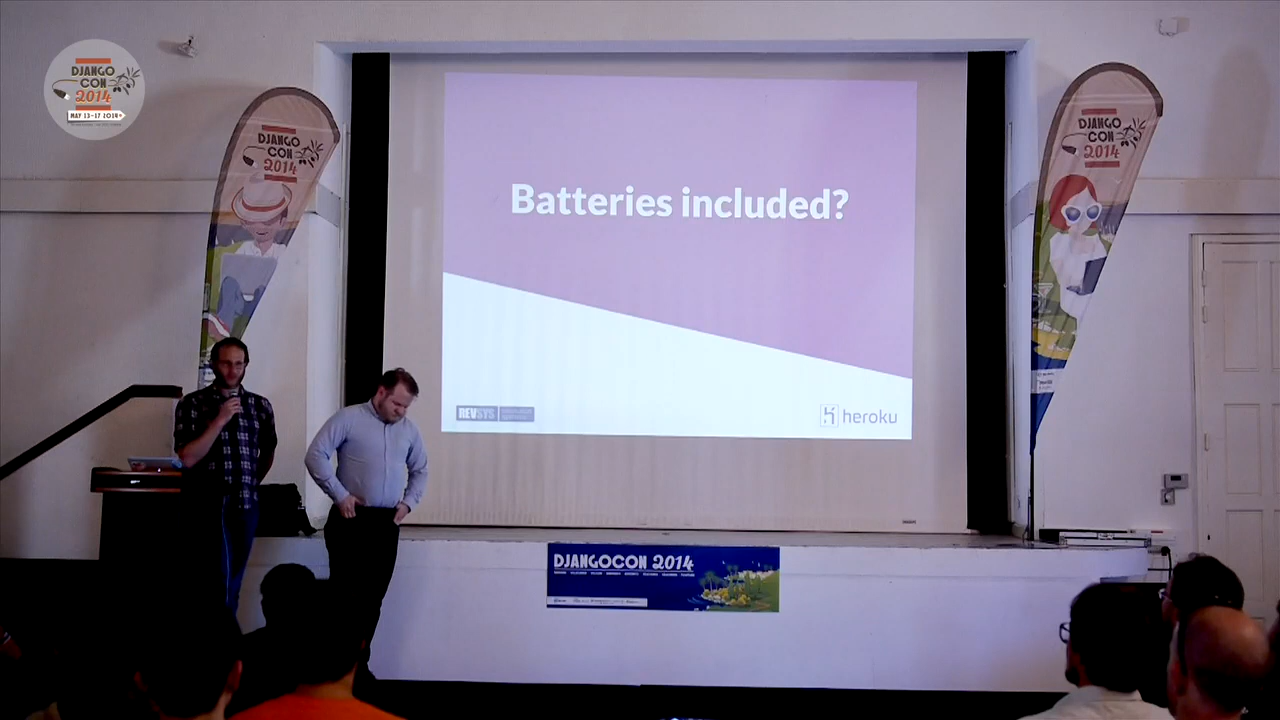 DJANGO
CON
2014
MAY 13-17 2014
DJANGO
CON
2014
Batteries included?
REVSYS
heroku
DJANGO
CON
2014
DJANGOCON 2014